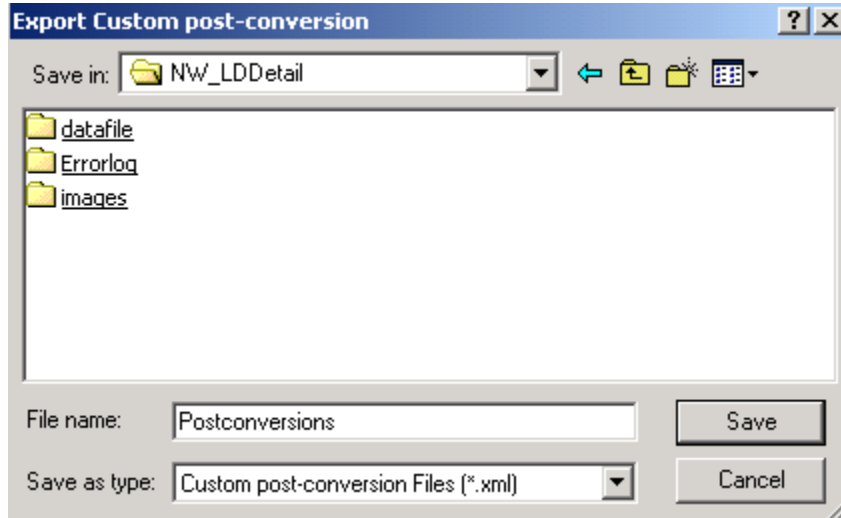 Export Custom post-conversion
Save in: NW_LDDetail
datafile
Errorlog
images
File name: Postconversions Save
Save as type: Custom post-conversion Files (*.xml) Cancel